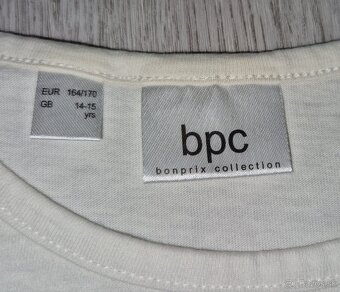 EUR 164/170
GB 14-15
yrs
bpc
bonprix collection